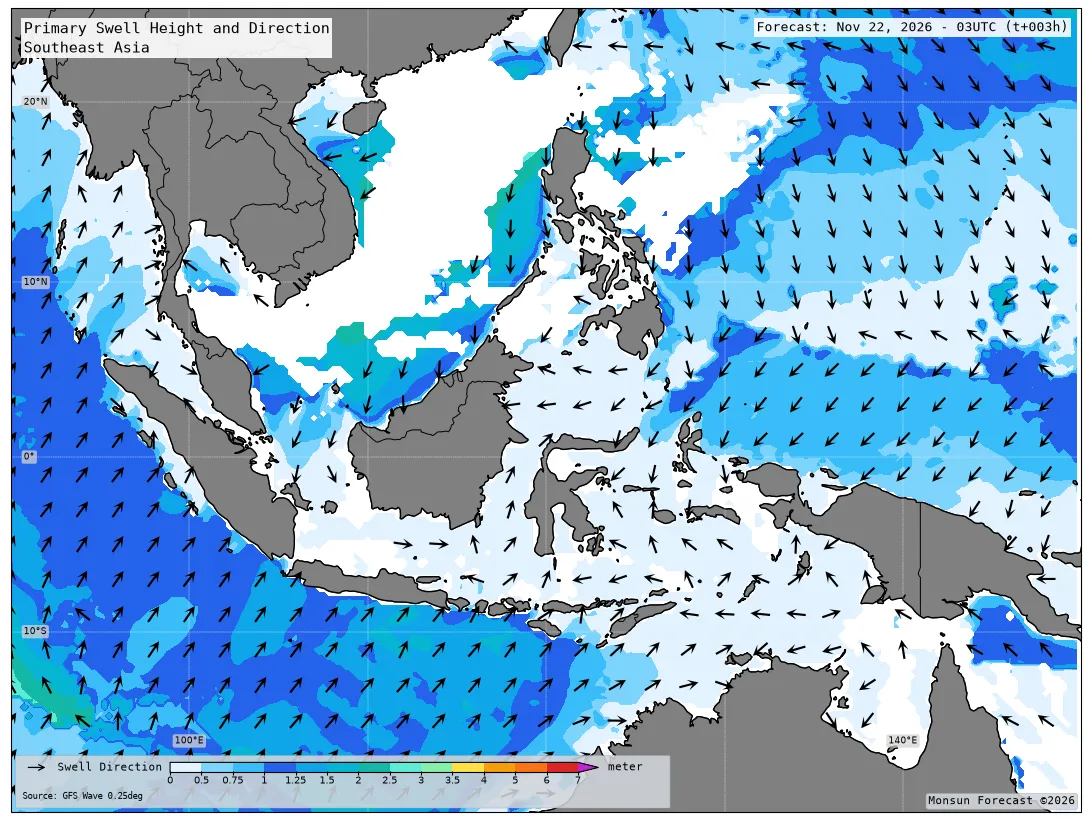 Primary Swell Height and Direction
Southeast Asia
Forecast: Nov 22, 2026 - 03UTC (t+003h)
20°N
10°N
0°
10°S
100°E
140°E
Swell Direction
meter
0 0.5 0.75 1 1.25 1.5 2 2.5 3 3.5 4 5 6 7
Source: GFS Wave 0.25deg
Monsun Forecast ©2026